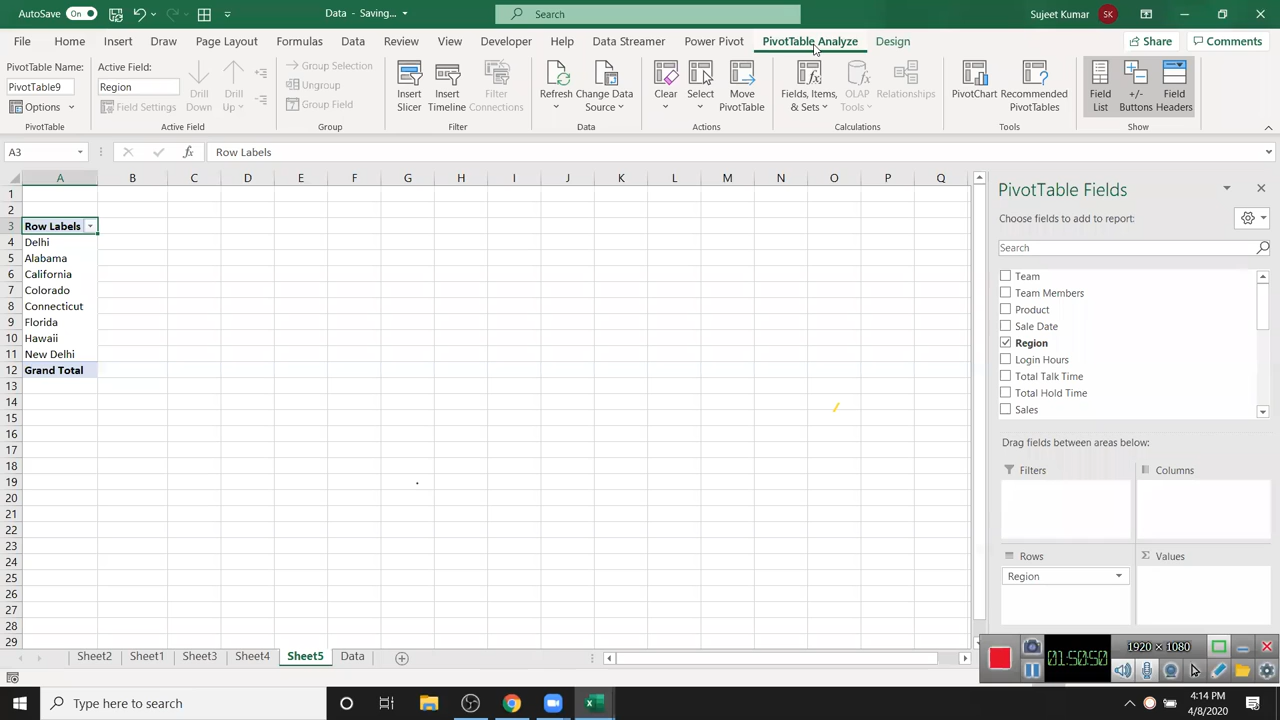 AutoSave On
Data - Saving...
Search
Sujeet Kumar
SK
File Home Insert Draw Page Layout Formulas Data Review View Developer Help Data Streamer Power Pivot PivotTable Analyze Design
Share Comments
PivotTable Name:
PivotTable9
Options
PivotTable
Active Field:
Region
Field Settings
Drill Down
Drill Up
Active Field
Group Selection
Ungroup
Group Field
Group
Insert Slicer
Insert Timeline
Filter Connections
Filter
Refresh
Change Data Source
Data
Clear
Select
Move PivotTable
Actions
Fields, Items, & Sets
OLAP Tools
Relationships
Calculations
PivotChart
Recommended PivotTables
Tools
Field List
+/- Buttons
Field Headers
Show
A3
fx
Row Labels
A B C D E F G H I J K L M N O P Q
1
2
3 Row Labels
4 Delhi
5 Alabama
6 California
7 Colorado
8 Connecticut
9 Florida
10 Hawaii
11 New Delhi
12 Grand Total
13
14
15
16
17
18
19
20
21
22
23
24
25
26
27
28
29
PivotTable Fields
Choose fields to add to report:
Search
Team
Team Members
Product
Sale Date
Region
Login Hours
Total Talk Time
Total Hold Time
Sales
Drag fields between areas below:
Filters
Columns
Rows
Values
Region
Sheet2 Sheet1 Sheet3 Sheet4 Sheet5 Data
01:50:50
1920 × 1080
Type here to search
4:14 PM
4/8/2020